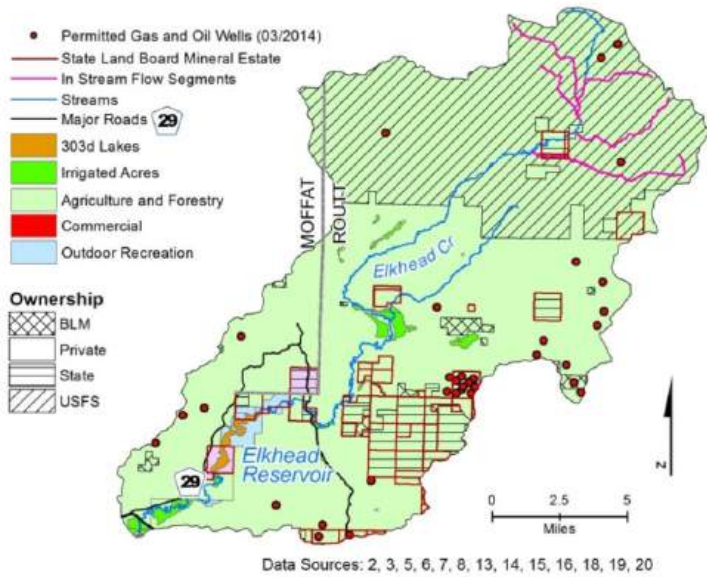 Permitted Gas and Oil Wells (03/2014)
State Land Board Mineral Estate
In Stream Flow Segments
Streams
Major Roads 29
303d Lakes
Irrigated Acres
Agriculture and Forestry
Commercial
Outdoor Recreation
Ownership
BLM
Private
State
USFS
MOFFAT
ROUTT
Elkhead Cr
Elkhead
Reservoir
29
N
0 2.5 5
Miles
Data Sources: 2, 3, 5, 6, 7, 8, 13, 14, 15, 16, 18, 19, 20